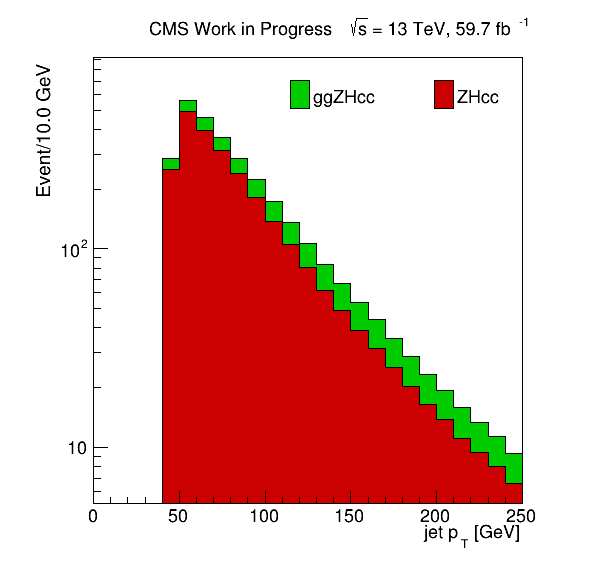 CMS Work in Progress √s = 13 TeV, 59.7 fb⁻¹
Event/10.0 GeV
ggZHcc ZHcc
10²
10
0 50 100 150 200 250
jet p_T [GeV]